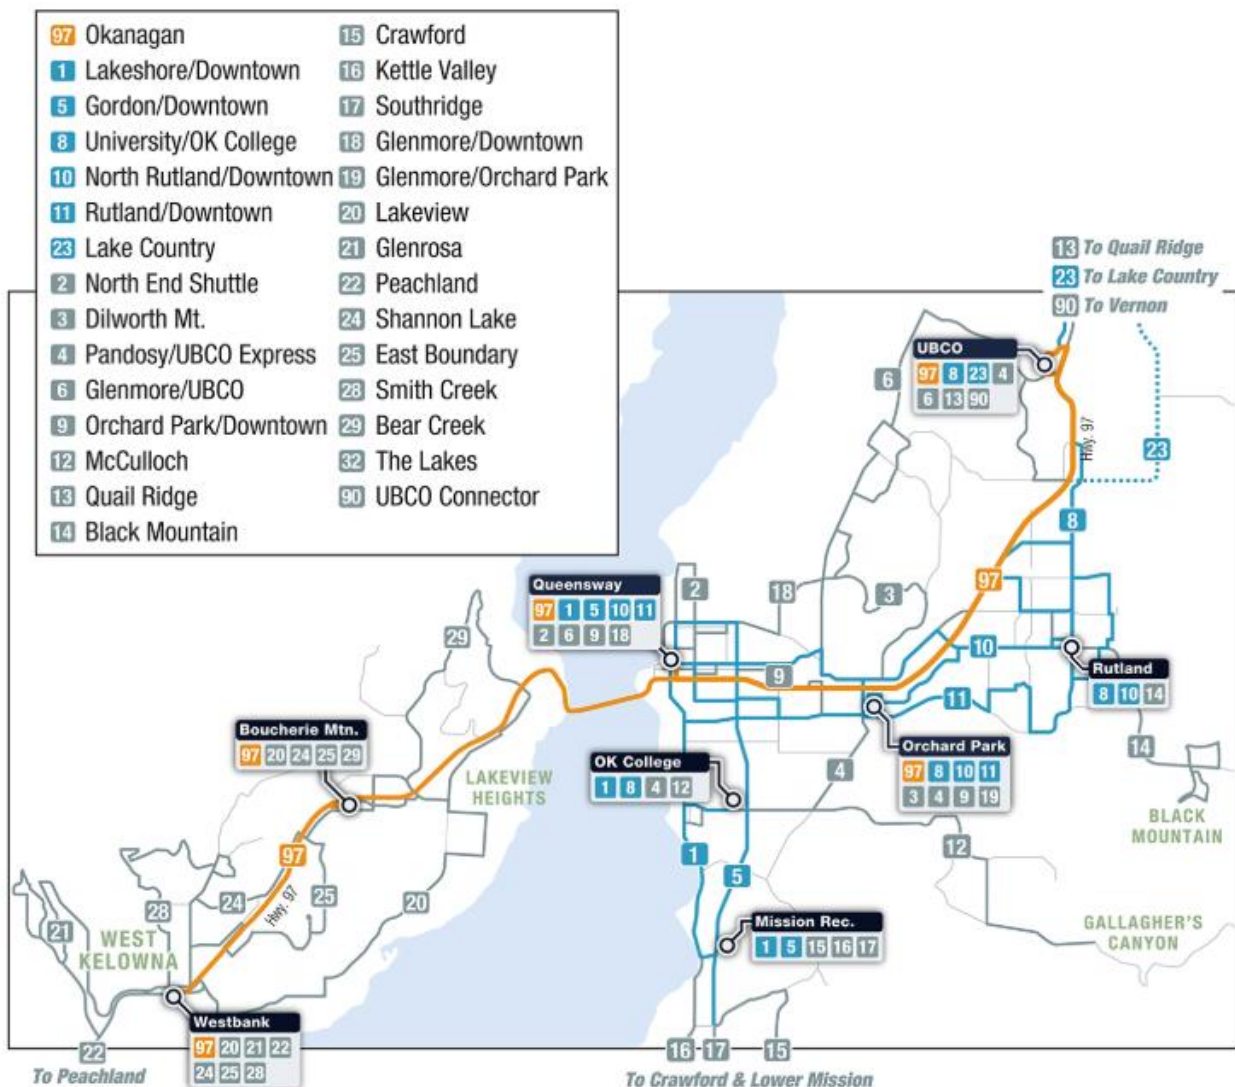 97 Okanagan
1 Lakeshore/Downtown
5 Gordon/Downtown
8 University/OK College
10 North Rutland/Downtown
11 Rutland/Downtown
23 Lake Country
2 North End Shuttle
3 Dilworth Mt.
4 Pandosy/UBCO Express
6 Glenmore/UBCO
9 Orchard Park/Downtown
12 McCulloch
13 Quail Ridge
14 Black Mountain
15 Crawford
16 Kettle Valley
17 Southridge
18 Glenmore/Downtown
19 Glenmore/Orchard Park
20 Lakeview
21 Glenrosa
22 Peachland
24 Shannon Lake
25 East Boundary
28 Smith Creek
29 Bear Creek
32 The Lakes
90 UBCO Connector
13 To Quail Ridge
23 To Lake Country
90 To Vernon
UBCO
97 8 23 4
6 13 90
6
Hwy. 97
23
8
Queensway
97 1 5 10 11
2 6 9 18
2
18
3
97
29
9
10
Rutland
8 10 14
11
Boucherie Mtn.
97 20 24 25 29
LAKEVIEW
HEIGHTS
OK College
1 8 4 12
4
Orchard Park
97 8 10 11
3 4 9 19
14
BLACK
MOUNTAIN
12
1
5
97
Hwy. 97
28
24
25
20
21
WEST
KELOWNA
Mission Rec.
1 5 15 16 17
GALLAGHER'S
CANYON
Westbank
97 20 21 22
24 25 28
22
To Peachland
16
17
15
To Crawford & Lower Mission